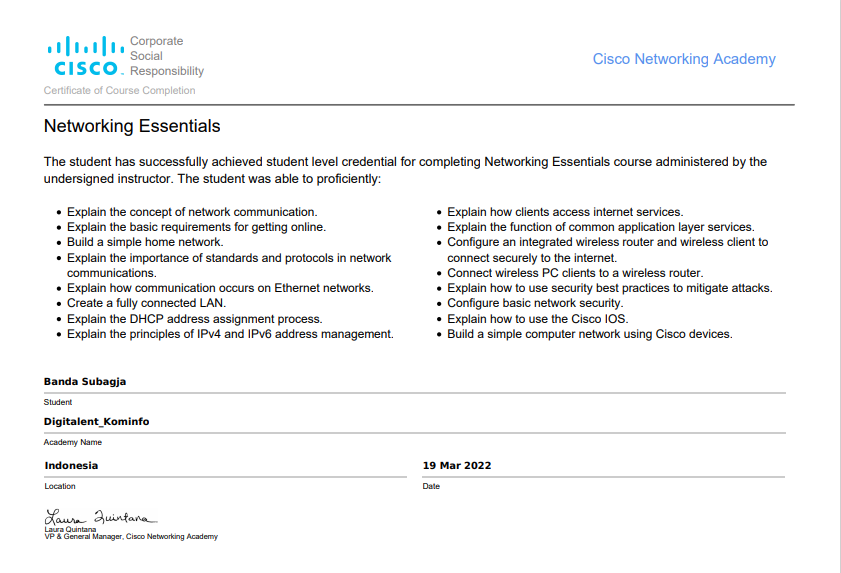 Corporate
Social
Responsibility
CISCO
Cisco Networking Academy
Certificate of Course Completion
Networking Essentials
The student has successfully achieved student level credential for completing Networking Essentials course administered by the
undersigned instructor. The student was able to proficiently:
• Explain the concept of network communication.
• Explain the basic requirements for getting online.
• Build a simple home network.
• Explain the importance of standards and protocols in network
communications.
• Explain how communication occurs on Ethernet networks.
• Create a fully connected LAN.
• Explain the DHCP address assignment process.
• Explain the principles of IPv4 and IPv6 address management.
• Explain how clients access internet services.
• Explain the function of common application layer services.
• Configure an integrated wireless router and wireless client to
connect securely to the internet.
• Connect wireless PC clients to a wireless router.
• Explain how to use security best practices to mitigate attacks.
• Configure basic network security.
• Explain how to use the Cisco IOS.
• Build a simple computer network using Cisco devices.
Banda Subagja
Student
Digitalent_Kominfo
Academy Name
Indonesia
Location
19 Mar 2022
Date
Laura Quintana
Laura Quintana
VP & General Manager, Cisco Networking Academy